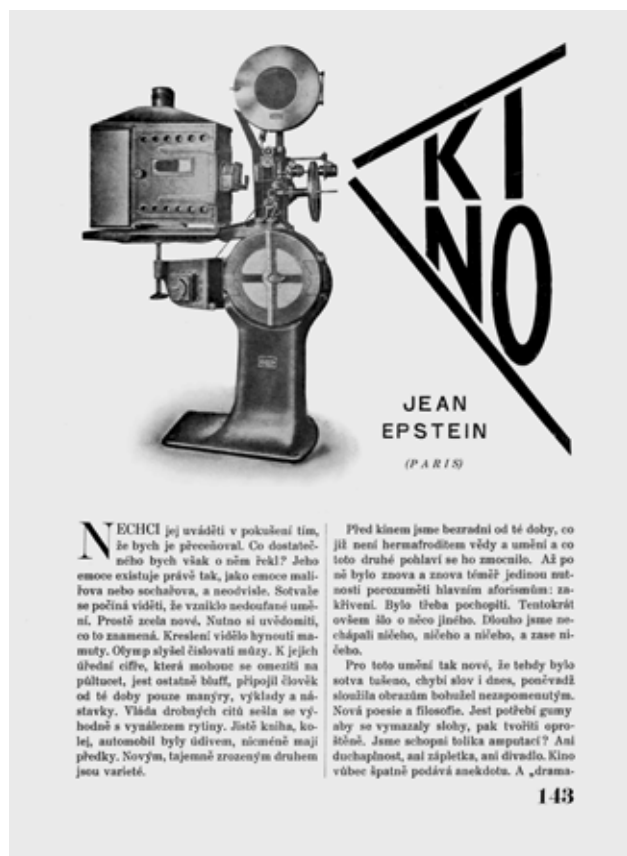 KINO
JEAN
EPSTEIN
(PARIS)
NECHCI jej uváděti v pokušení tím,
že bych je přeceňoval. Co dostateč-
ného bych však o něm řekl? Jeho
emoce existuje právě tak, jako emoce malí-
řova nebo sochařova, a neodvisle. Sotvaže
se počíná viděti, že vzniklo nedoufané umě-
ní. Prostě zcela nové. Nutno si uvědomiti,
co to znamená. Kreslení vidělo hynouti ma-
muty. Olymp slyšel číslovati múzy. K jejich
úřední cifře, která mohouc se omeziti na
půltucet, jest ostatně bluff, připojil člověk
od té doby pouze manýry, výklady a ná-
stavky. Vláda drobných citů sešla se vý-
hodně s vynálezem rytiny. Jistě kniha, ko-
lej, automobil byly údivem, nicméně mají
předky. Novým, tajemně zrozeným druhem
jsou varieté.
Před kinem jsme bezradni od té doby, co
již není hermafroditem vědy a umění a co
toto druhé pohlaví se ho zmocnilo. Až po
ně bylo znova a znova téměř jedinou nut-
ností porozuměti hlavním aforismům: za-
křivení. Bylo třeba pochopiti. Tentokrát
ovšem šlo o něco jiného. Dlouho jsme ne-
chápali ničeho, ničeho a ničeho, a zase ni-
čeho.
Pro toto umění tak nové, že tehdy bylo
sotva tušeno, chybí slov i dnes, poněvadž
sloužila obrazům bohužel nezapomenutým.
Nová poesie a filosofie. Jest potřebí gumy
aby se vymazaly slohy, pak tvořiti opro-
štěně. Jsme schopni tolika amputací? Ani
duchaplnost, ani zápletka, ani divadlo. Kino
vůbec špatně podává anekdotu. A „drama-
143